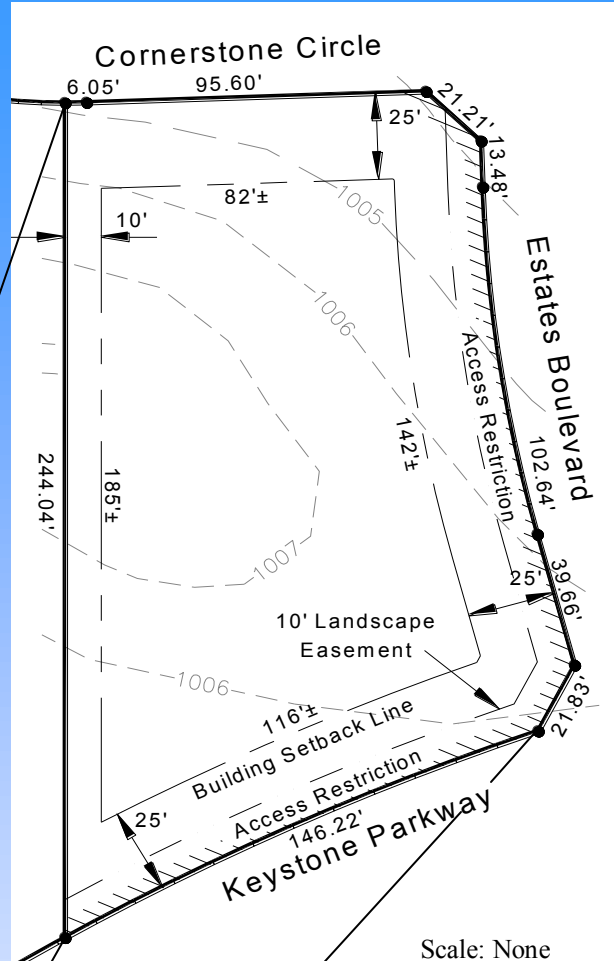 Cornerstone Circle
6.05'
95.60'
21.21'
13.48'
25'
82'±
10'
1005
1006
Estates Boulevard
Access Restriction
142'±
102.64'
244.04'
185'±
1007
25'
39.66'
10' Landscape
Easement
1006
116'±
Building Setback Line
21.83'
25'
Access Restriction
146.22'
Keystone Parkway
Scale: None